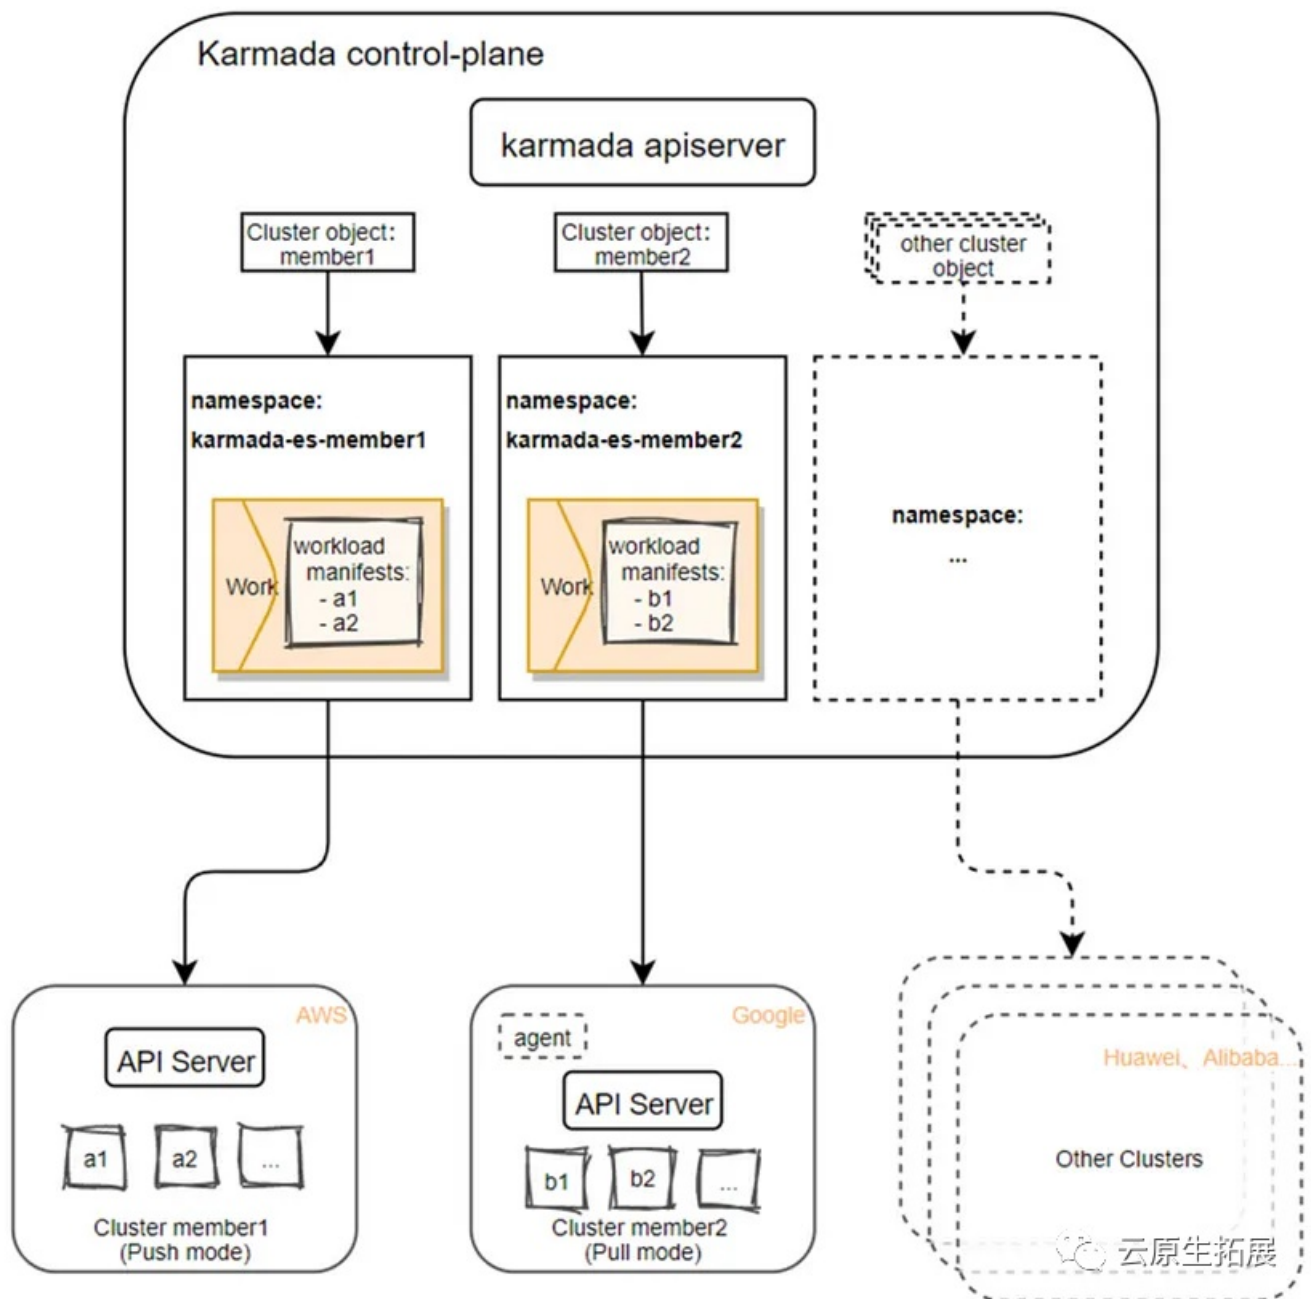 Karmada control-plane
karmada apiserver
Cluster object:
member1
Cluster object:
member2
other cluster
object
namespace:
karmada-es-member1
namespace:
karmada-es-member2
namespace:
...
Work
workload
manifests:
- a1
- a2
Work
workload
manifests:
- b1
- b2
AWS
API Server
a1
a2
...
Cluster member1
(Push mode)
Google
agent
API Server
b1
b2
...
Cluster member2
(Pull mode)
Huawei、Alibaba...
Other Clusters
云原生拓展